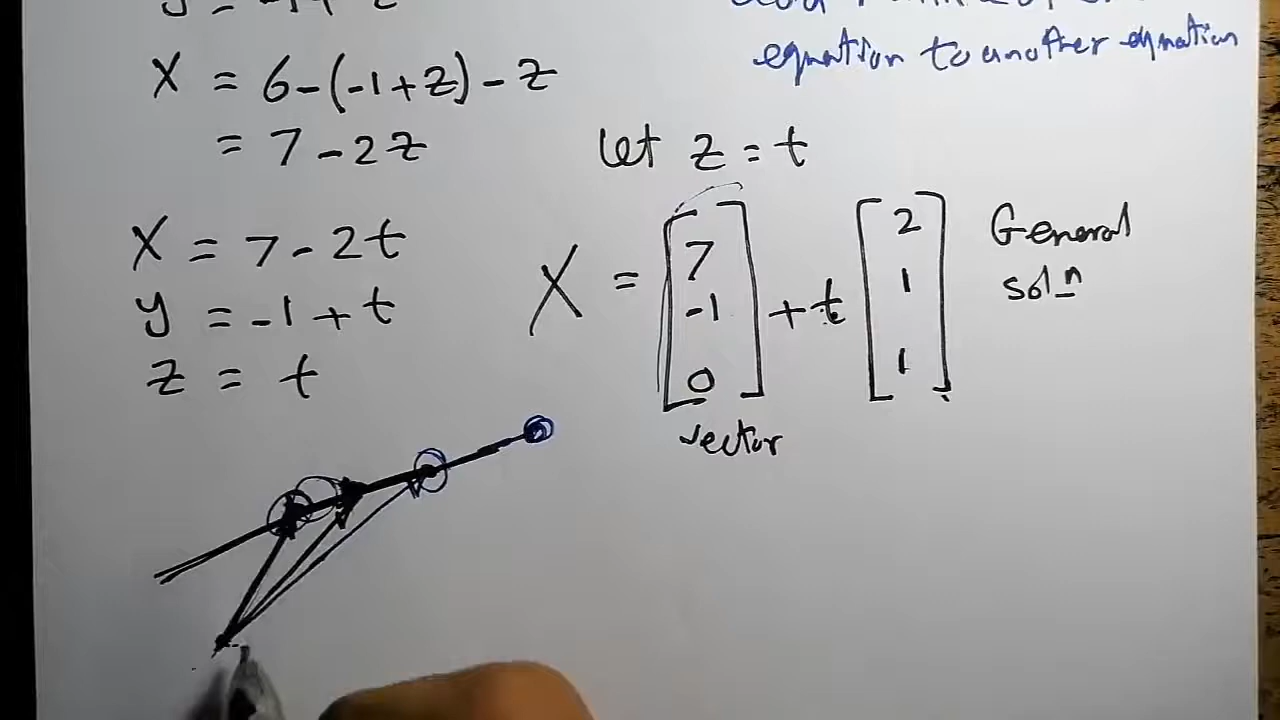 equation to another equation
X = 6-(-1+z)-z
= 7-2z
let z = t
X = 7-2t
y = -1+t
z = t
X = [7 -1 0] + t [2 1 1]
General
soln
vector